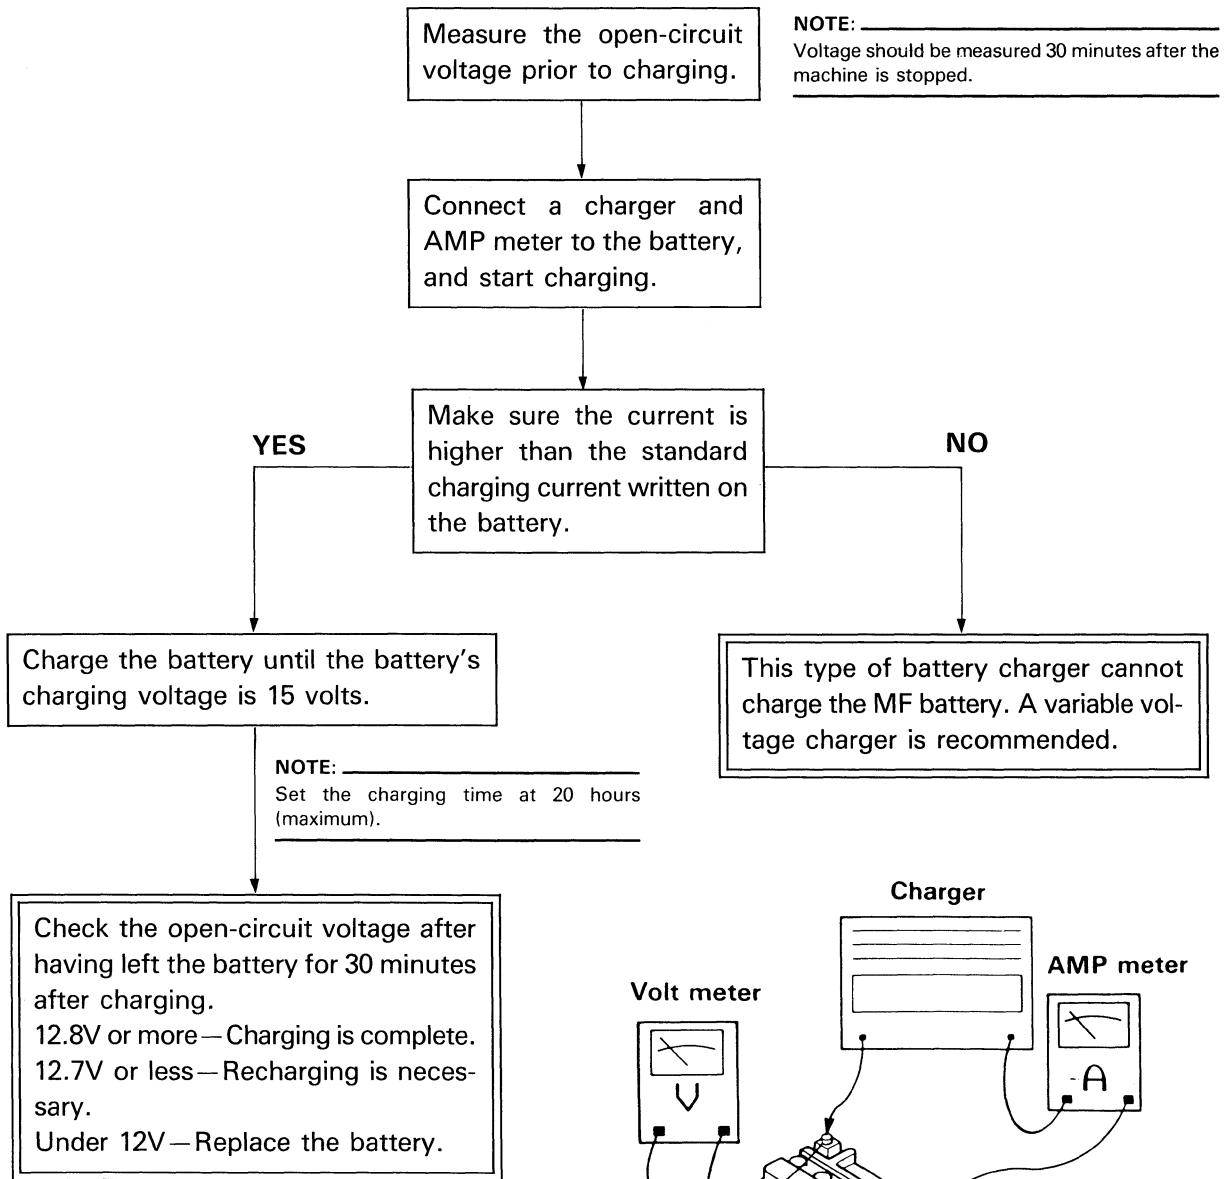 Measure the open-circuit
voltage prior to charging.
NOTE:
Voltage should be measured 30 minutes after the
machine is stopped.
Connect a charger and
AMP meter to the battery,
and start charging.
Make sure the current is
higher than the standard
charging current written on
the battery.
YES
NO
Charge the battery until the battery's
charging voltage is 15 volts.
This type of battery charger cannot
charge the MF battery. A variable vol-
tage charger is recommended.
NOTE:
Set the charging time at 20 hours
(maximum).
Check the open-circuit voltage after
having left the battery for 30 minutes
after charging.
12.8V or more—Charging is complete.
12.7V or less—Recharging is neces-
sary.
Under 12V—Replace the battery.
Charger
AMP meter
Volt meter
V
A